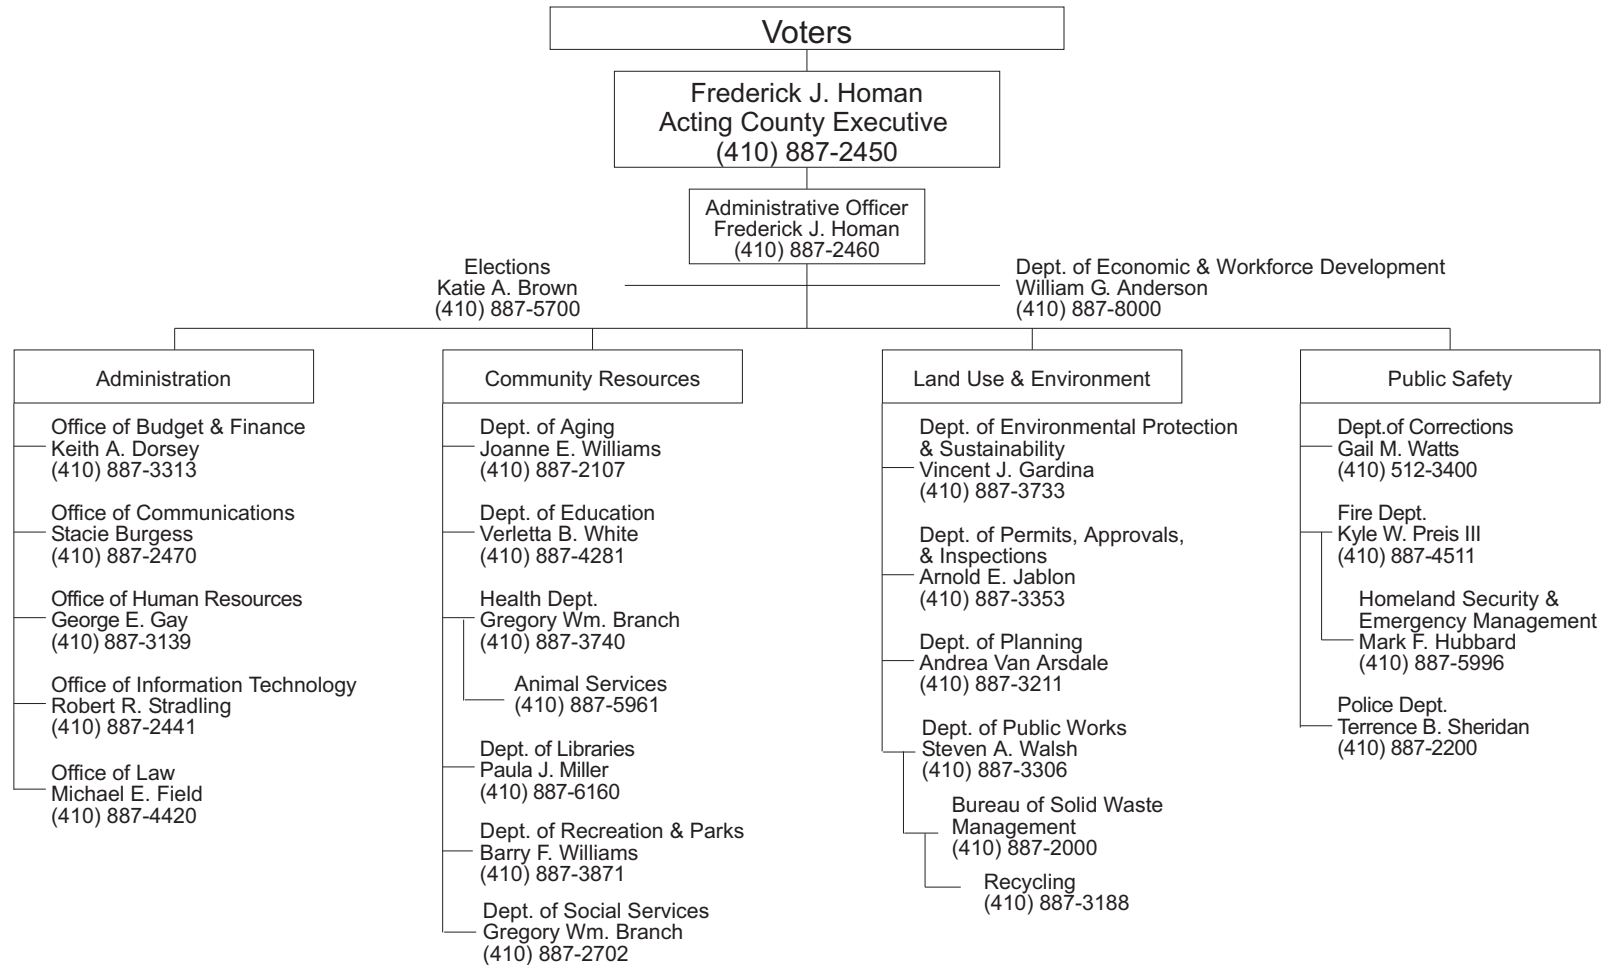 Voters
Frederick J. Homan
Acting County Executive
(410) 887-2450
Administrative Officer
Frederick J. Homan
(410) 887-2460
Elections
Katie A. Brown
(410) 887-5700
Dept. of Economic & Workforce Development
William G. Anderson
(410) 887-8000
Administration
Office of Budget & Finance
Keith A. Dorsey
(410) 887-3313
Office of Communications
Stacie Burgess
(410) 887-2470
Office of Human Resources
George E. Gay
(410) 887-3139
Office of Information Technology
Robert R. Stradling
(410) 887-2441
Office of Law
Michael E. Field
(410) 887-4420
Community Resources
Dept. of Aging
Joanne E. Williams
(410) 887-2107
Dept. of Education
Verletta B. White
(410) 887-4281
Health Dept.
Gregory Wm. Branch
(410) 887-3740
Animal Services
(410) 887-5961
Dept. of Libraries
Paula J. Miller
(410) 887-6160
Dept. of Recreation & Parks
Barry F. Williams
(410) 887-3871
Dept. of Social Services
Gregory Wm. Branch
(410) 887-2702
Land Use & Environment
Dept. of Environmental Protection
& Sustainability
Vincent J. Gardina
(410) 887-3733
Dept. of Permits, Approvals,
& Inspections
Arnold E. Jablon
(410) 887-3353
Dept. of Planning
Andrea Van Arsdale
(410) 887-3211
Dept. of Public Works
Steven A. Walsh
(410) 887-3306
Bureau of Solid Waste
Management
(410) 887-2000
Recycling
(410) 887-3188
Public Safety
Dept.of Corrections
Gail M. Watts
(410) 512-3400
Fire Dept.
Kyle W. Preis III
(410) 887-4511
Homeland Security &
Emergency Management
Mark F. Hubbard
(410) 887-5996
Police Dept.
Terrence B. Sheridan
(410) 887-2200